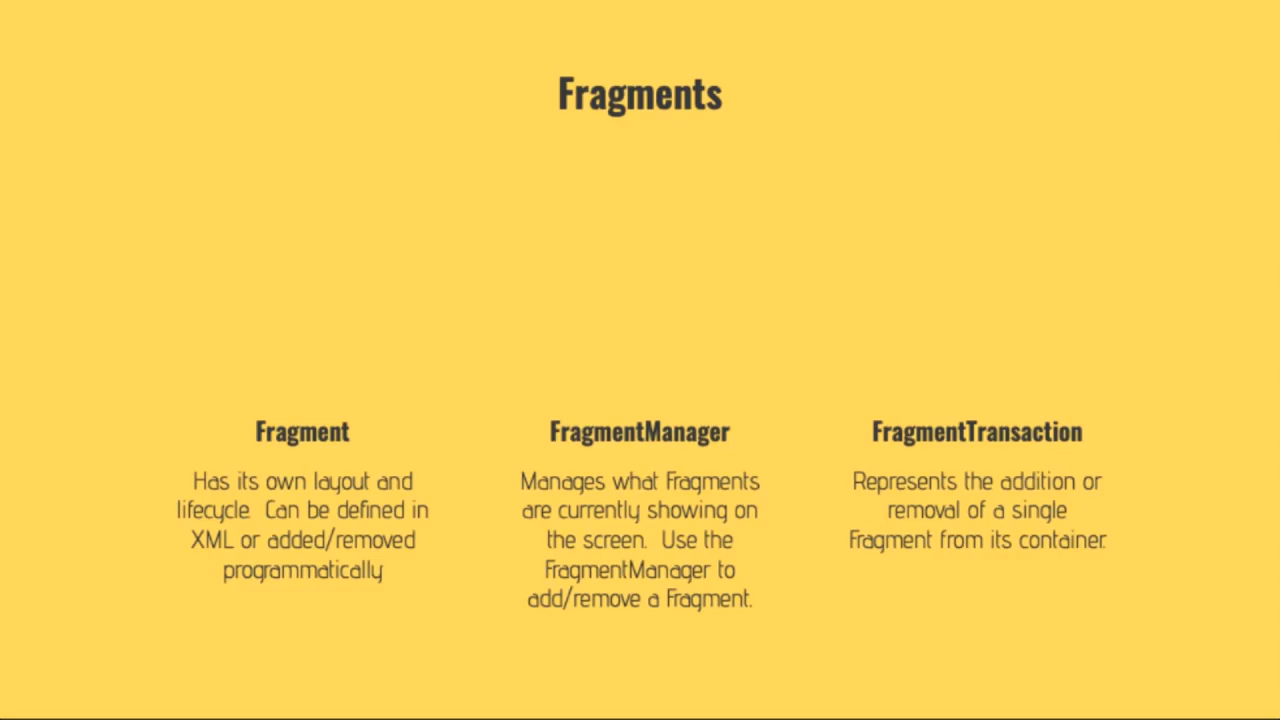 Fragments
Fragment
Has its own layout and
lifecycle. Can be defined in
XML or added/removed
programmatically
FragmentManager
Manages what Fragments
are currently showing on
the screen. Use the
FragmentManager to
add/remove a Fragment.
FragmentTransaction
Represents the addition or
removal of a single
Fragment from its container.